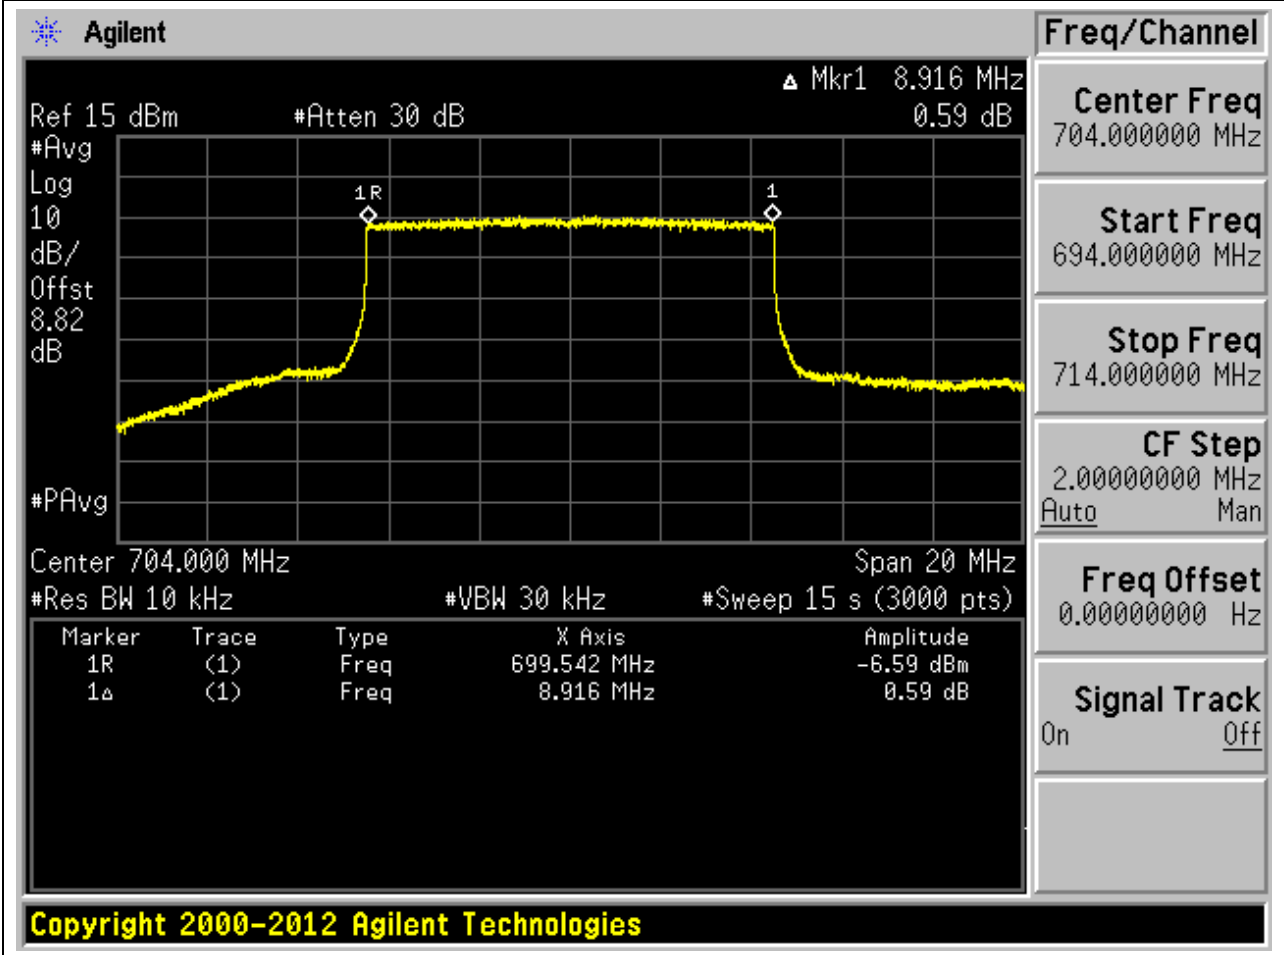 Agilent
Freq/Channel
Δ Mkr1 8.916 MHz
Ref 15 dBm #Atten 30 dB 0.59 dB
#Avg
Log
10
dB/
Offst
8.82
dB
#PAvg
1R
1
Center 704.000 MHz Span 20 MHz
#Res BW 10 kHz #VBW 30 kHz #Sweep 15 s (3000 pts)
Marker Trace Type X Axis Amplitude
1R (1) Freq 699.542 MHz -6.59 dBm
1Δ (1) Freq 8.916 MHz 0.59 dB
Center Freq
704.000000 MHz
Start Freq
694.000000 MHz
Stop Freq
714.000000 MHz
CF Step
2.00000000 MHz
Auto Man
Freq Offset
0.00000000 Hz
Signal Track
On Off
Copyright 2000-2012 Agilent Technologies